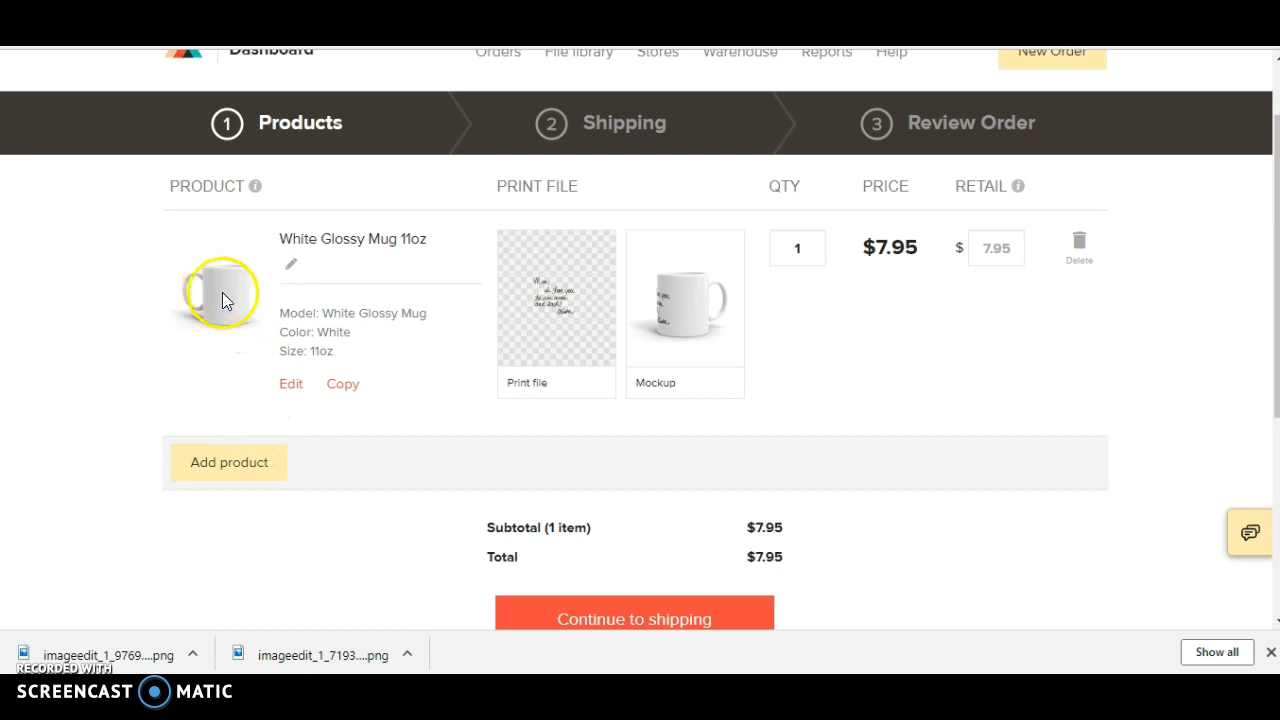 Dashboard Orders File library Stores Warehouse Reports Help New Order
1 Products 2 Shipping 3 Review Order
PRODUCT i PRINT FILE QTY PRICE RETAIL i
White Glossy Mug 11oz
1 $7.95 $ 7.95
Delete
Model: White Glossy Mug
Color: White
Size: 11oz
Edit Copy
Print file Mockup
Add product
Subtotal (1 item) $7.95
Total $7.95
Continue to shipping
imageedit_1_9769....png imageedit_1_7193....png Show all
RECORDED WITH
SCREENCAST MATIC